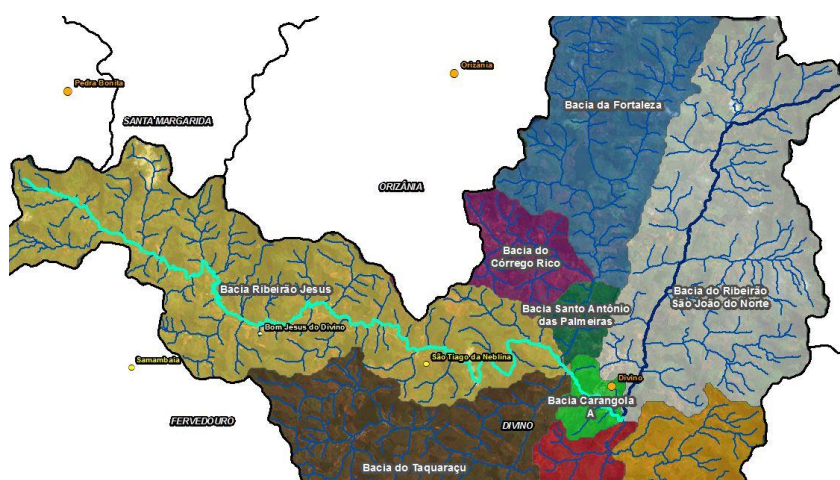 Orizânia
Pedra Bonita
Bacia da Fortaleza
SANTA MARGARIDA
ORIZÂNIA
Bacia do
Córrego Rico
Bacia Ribeirão Jesus
Bacia do Ribeirão
São João do Norte
Bacia Santo Antônio
das Palmeiras
Bom Jesus do Divino
São Tiago da Neblina
Samambaia
Divino
Bacia Carangola
A
FERVEDOURO
DIVINO
Bacia do Taquaraçu